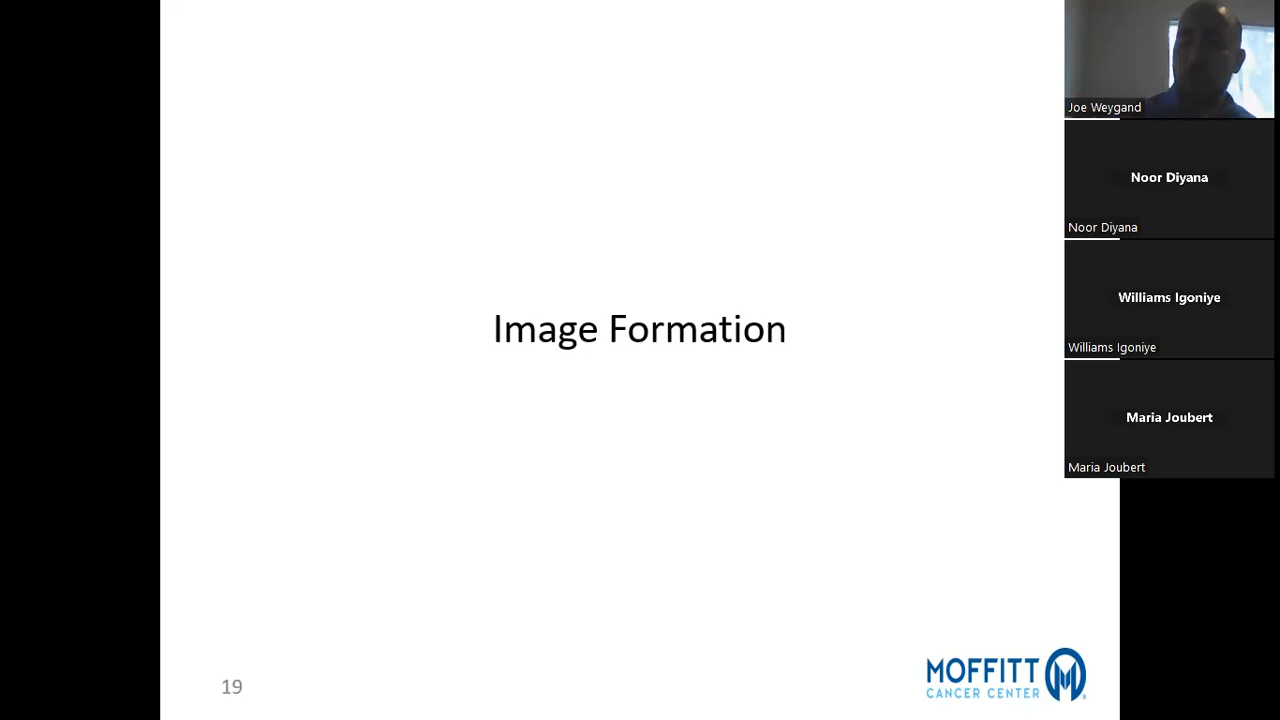 Image Formation
19
MOFFITT
CANCER CENTER
Joe Weygand
Noor Diyana
Noor Diyana
Williams Igoniye
Williams Igoniye
Maria Joubert
Maria Joubert